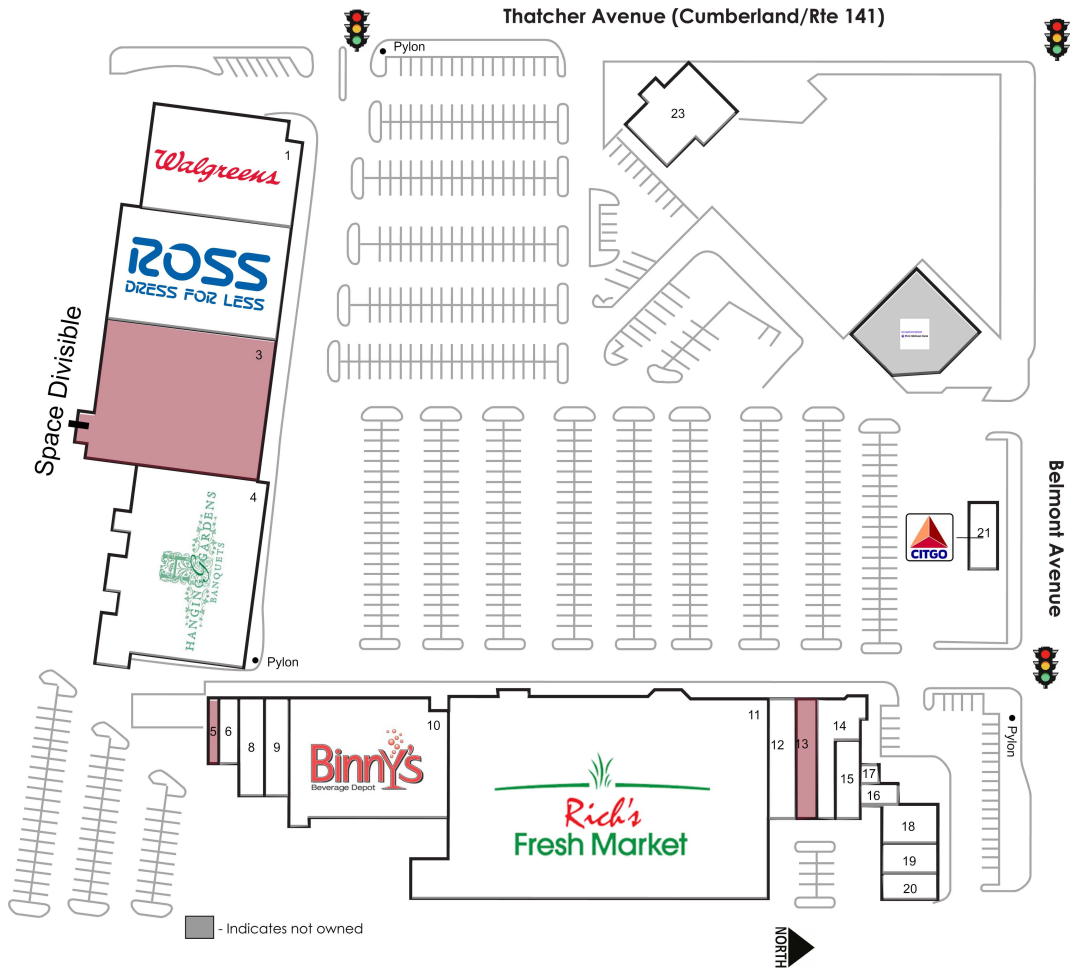 Thatcher Avenue (Cumberland/Rte 141)
Pylon
23
1
Walgreens
ROSS
DRESS FOR LESS
3
Space Divisible
4
HANGING GARDENS
BANQUETS
G
Pylon
CITGO
21
Belmont Avenue
5
6
8
9
10
BINNY'S
Beverage Depot
11
Rich's
Fresh Market
12
13
14
15
17
16
18
19
20
Pylon
- Indicates not owned
NORTH